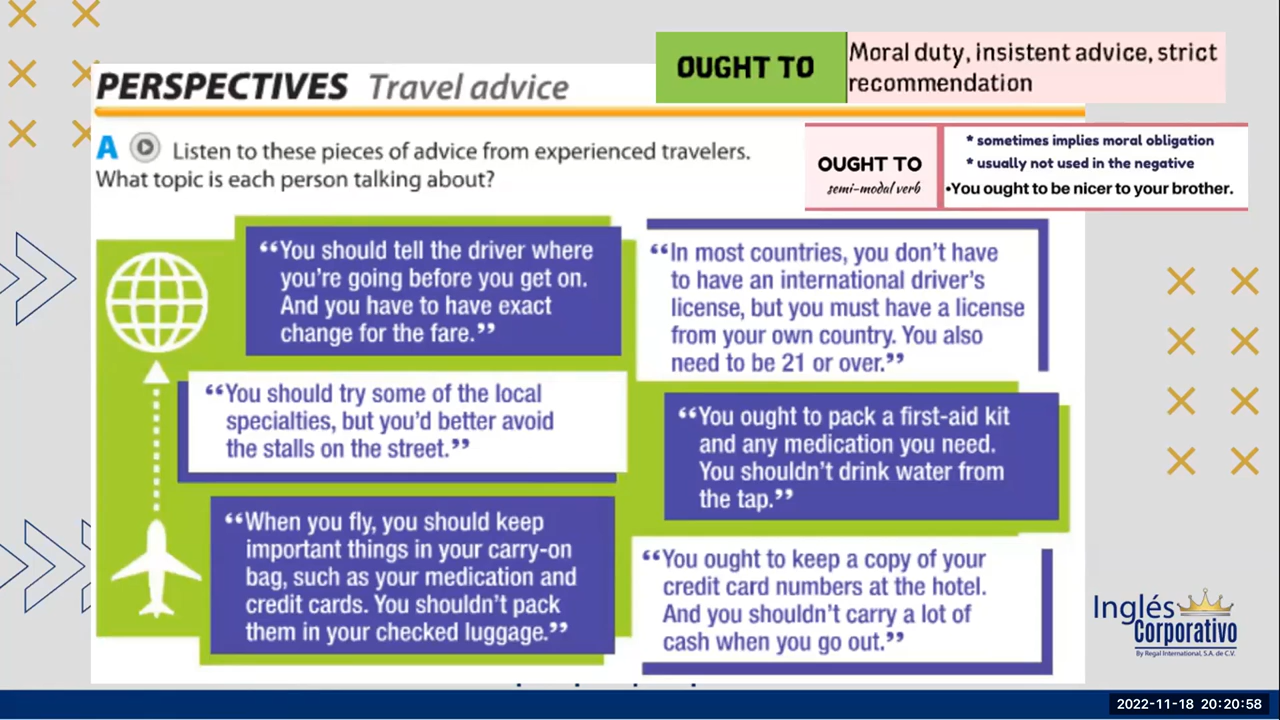 OUGHT TO
Moral duty, insistent advice, strict
recommendation
PERSPECTIVES Travel advice
A Listen to these pieces of advice from experienced travelers.
What topic is each person talking about?
OUGHT TO
semi-modal verb
* sometimes implies moral obligation
* usually not used in the negative
•You ought to be nicer to your brother.
“You should tell the driver where
you’re going before you get on.
And you have to have exact
change for the fare.”
“In most countries, you don’t have
to have an international driver’s
license, but you must have a license
from your own country. You also
need to be 21 or over.”
“You should try some of the local
specialties, but you’d better avoid
the stalls on the street.”
“You ought to pack a first-aid kit
and any medication you need.
You shouldn’t drink water from
the tap.”
“When you fly, you should keep
important things in your carry-on
bag, such as your medication and
credit cards. You shouldn’t pack
them in your checked luggage.”
“You ought to keep a copy of your
credit card numbers at the hotel.
And you shouldn’t carry a lot of
cash when you go out.”
Inglés
Corporativo
By Regal International, S.A. de C.V.
2022-11-18 20:20:58